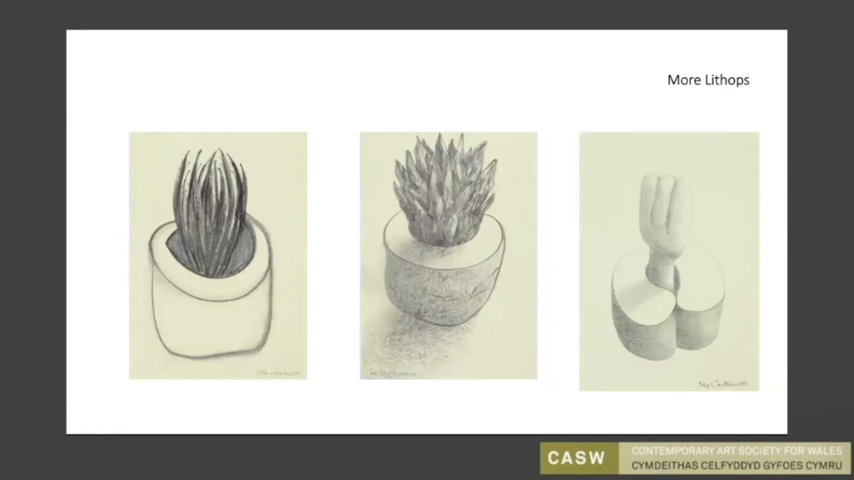 More Lithops
CASW
CONTEMPORARY ART SOCIETY FOR WALES
CYMDEITHAS CELFYDDYD GYFOES CYMRU